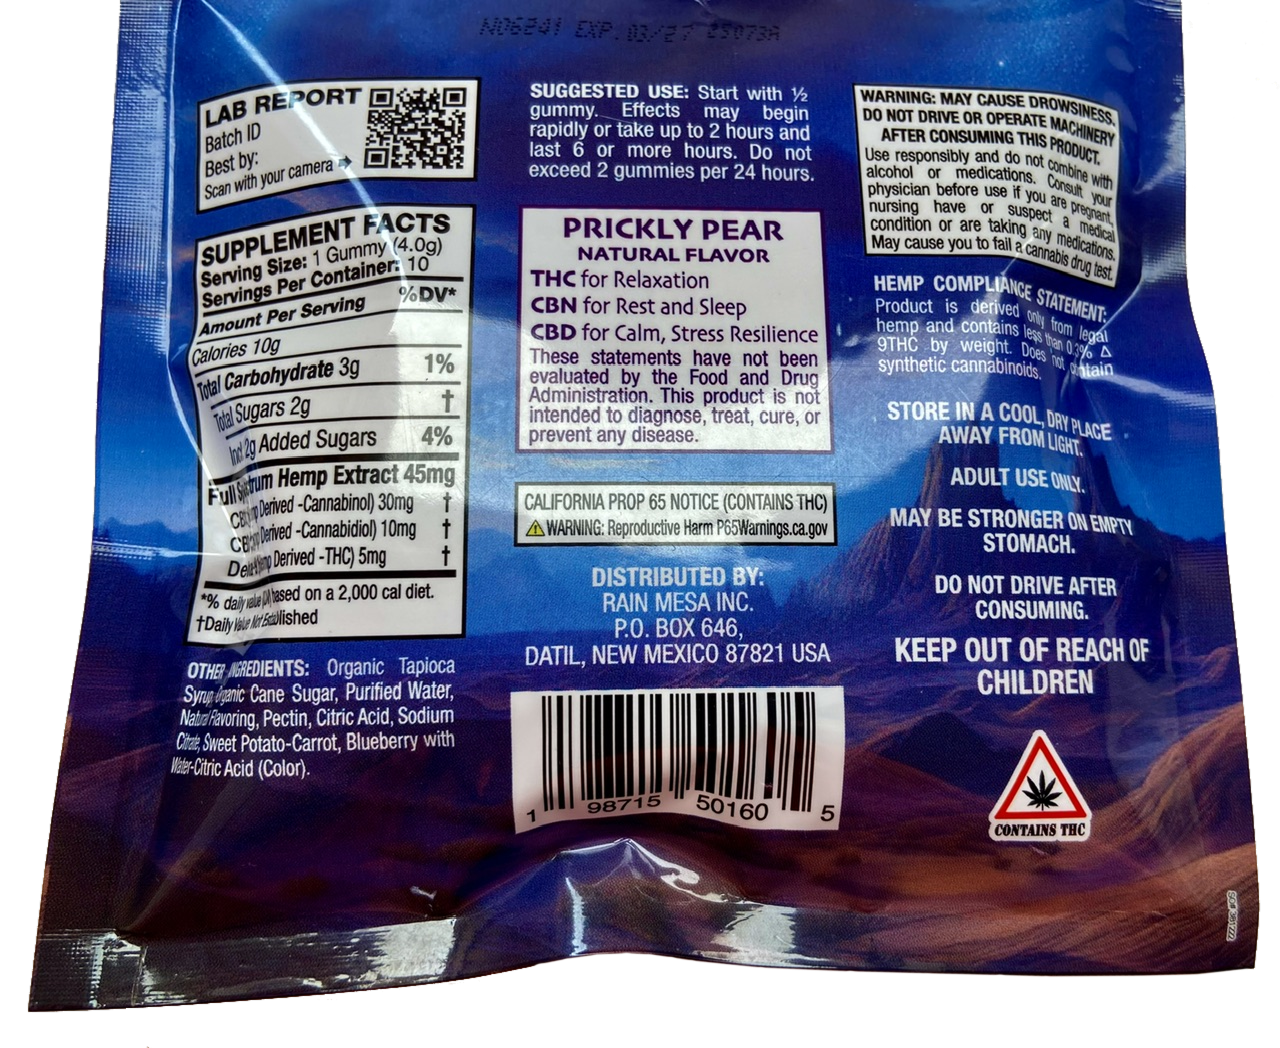 EXP. 03/27
LAB REPORT
Batch ID
Best by:
Scan with your camera
SUPPLEMENT FACTS
Serving Size: 1 Gummy (4.0g)
Servings Per Container: 10
Amount Per Serving %DV*
Calories 10g
Total Carbohydrate 3g 1%
Total Sugars 2g †
Incl 2g Added Sugars 4%
Full Spectrum Hemp Extract 45mg
Derived -Cannabinol) 30mg †
Derived -Cannabidiol) 10mg †
Derived -THC) 5mg †
*% daily value (DV) based on a 2,000 cal diet.
†Daily Value Not Established
OTHER INGREDIENTS: Organic Tapioca
Syrup, Organic Cane Sugar, Purified Water,
Natural Flavoring, Pectin, Citric Acid, Sodium
Citrate, Sweet Potato-Carrot, Blueberry with
Water-Citric Acid (Color).
SUGGESTED USE: Start with ½
gummy. Effects may begin
rapidly or take up to 2 hours and
last 6 or more hours. Do not
exceed 2 gummies per 24 hours.
PRICKLY PEAR
NATURAL FLAVOR
THC for Relaxation
CBN for Rest and Sleep
CBD for Calm, Stress Resilience
These statements have not been
evaluated by the Food and Drug
Administration. This product is not
intended to diagnose, treat, cure, or
prevent any disease.
CALIFORNIA PROP 65 NOTICE (CONTAINS THC)
WARNING: Reproductive Harm P65Warnings.ca.gov
DISTRIBUTED BY:
RAIN MESA INC.
P.O. BOX 646,
DATIL, NEW MEXICO 87821 USA
1 98715 50160 5
WARNING: MAY CAUSE DROWSINESS.
DO NOT DRIVE OR OPERATE MACHINERY
AFTER CONSUMING THIS PRODUCT.
Use responsibly and do not combine with
alcohol or medications. Consult your
physician before use if you are pregnant,
nursing have or suspect a medical
condition or are taking any medications.
May cause you to fail a cannabis drug test.
HEMP COMPLIANCE STATEMENT:
Product is derived only from legal
hemp and contains less than 0.3% Δ
9THC by weight. Does not contain
synthetic cannabinoids.
STORE IN A COOL, DRY PLACE
AWAY FROM LIGHT.
ADULT USE ONLY.
MAY BE STRONGER ON EMPTY
STOMACH.
DO NOT DRIVE AFTER
CONSUMING.
KEEP OUT OF REACH OF
CHILDREN
CONTAINS THC